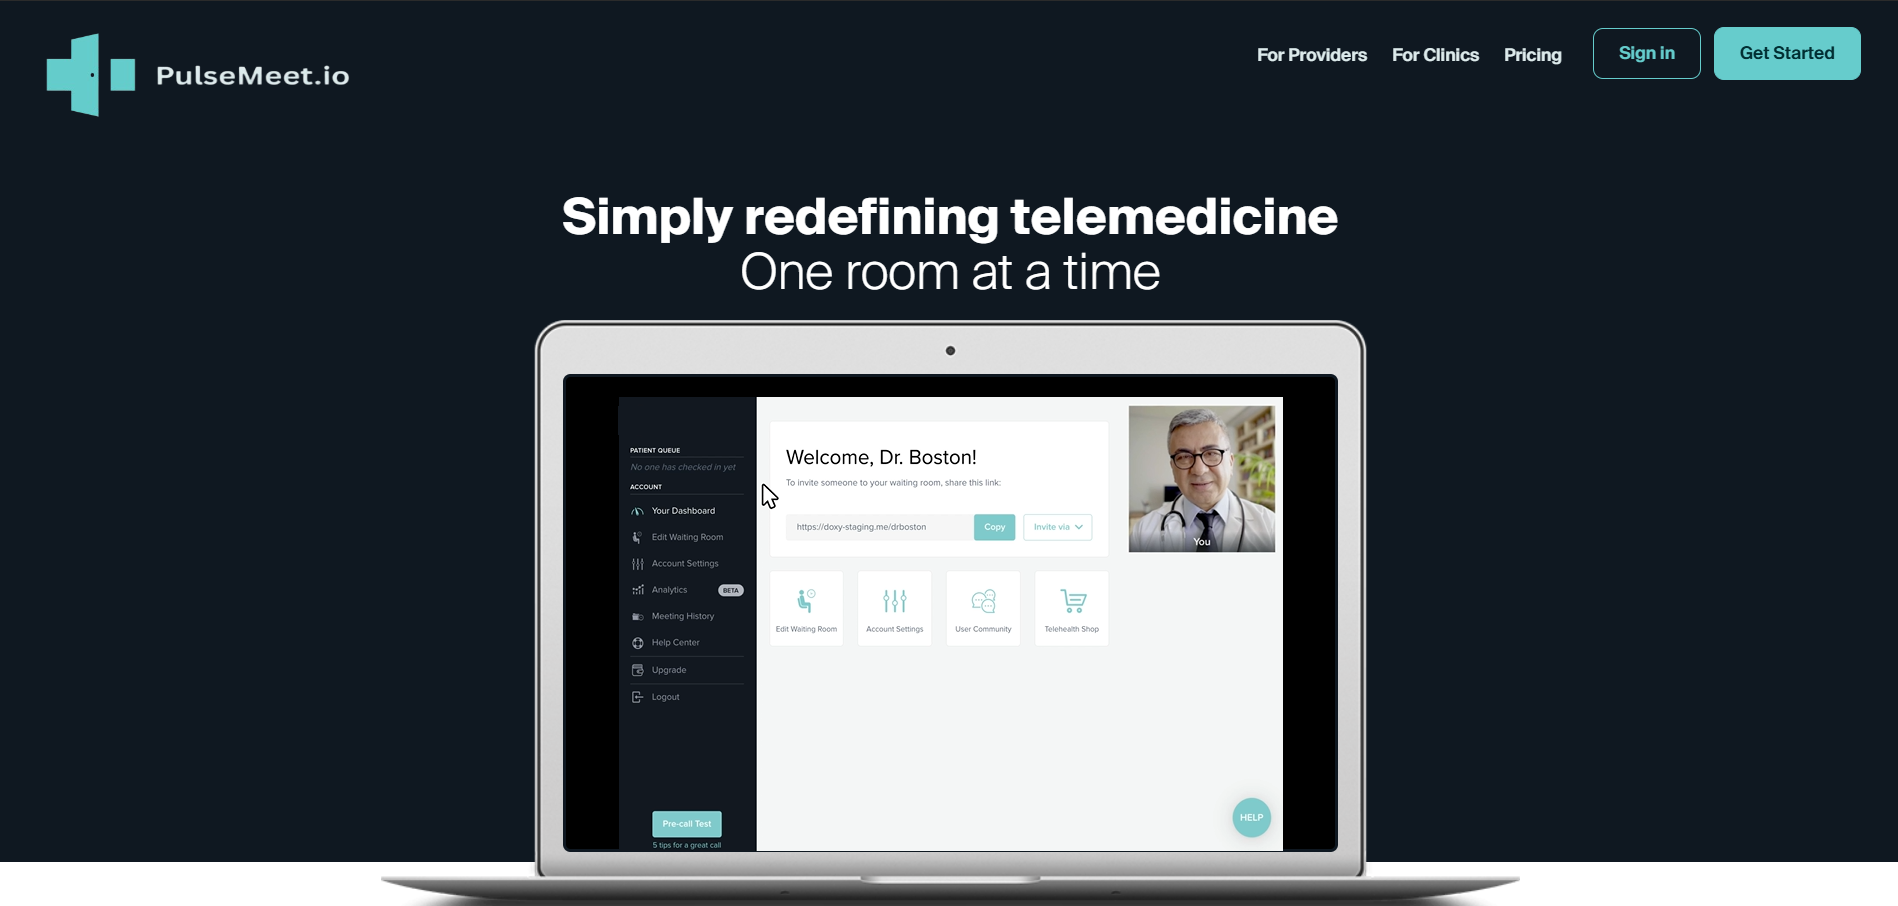 PulseMeet.io
For Providers
For Clinics
Pricing
Sign in
Get Started
Simply redefining telemedicine
One room at a time
PATIENT QUEUE
No one has checked in yet
ACCOUNT
Your Dashboard
Edit Waiting Room
Account Settings
Analytics BETA
Meeting History
Help Center
Upgrade
Logout
Pre-call Test
5 tips for a great call
Welcome, Dr. Boston!
To invite someone to your waiting room, share this link:
https://doxy-staging.me/drboston
Copy
Invite via
Edit Waiting Room
Account Settings
User Community
Telehealth Shop
You
HELP